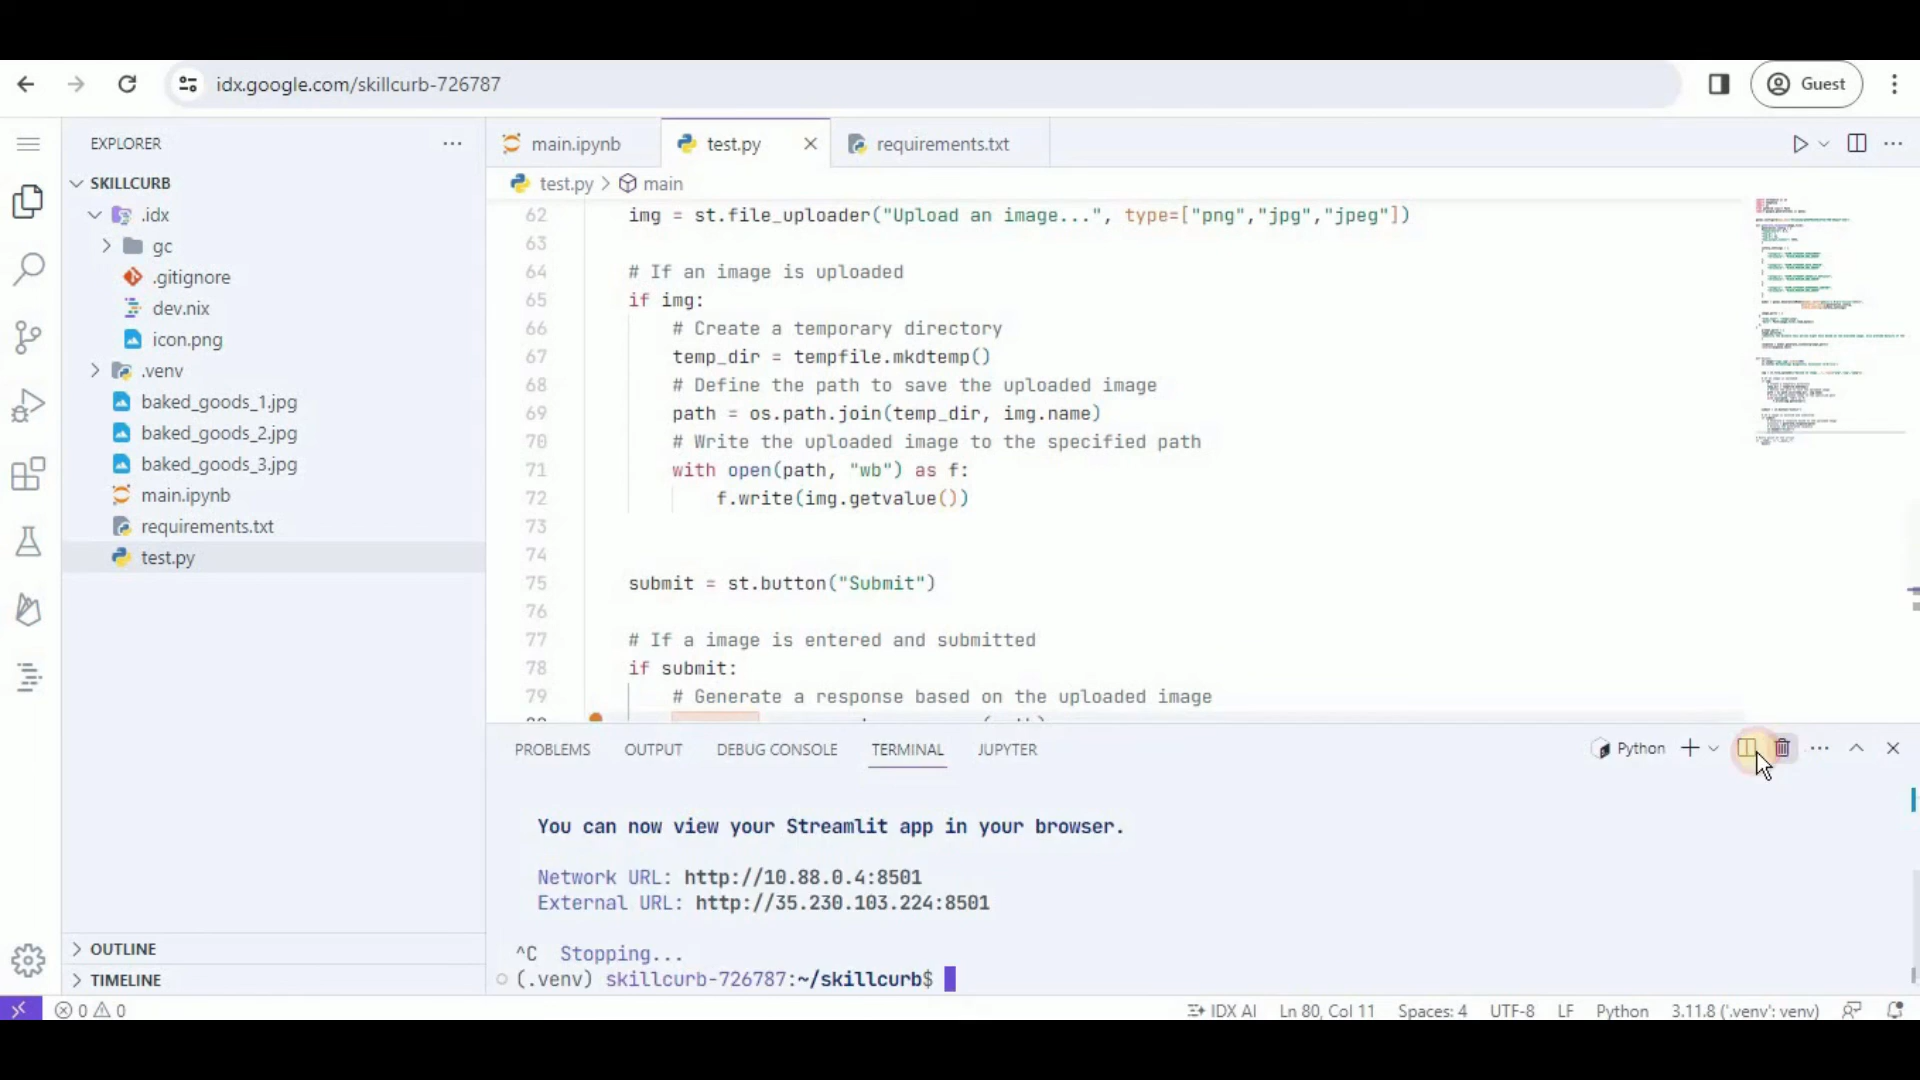 idx.google.com/skillcurb-726787
Guest
EXPLORER
SKILLCURB
.idx
gc
.gitignore
dev.nix
icon.png
.venv
baked_goods_1.jpg
baked_goods_2.jpg
baked_goods_3.jpg
main.ipynb
requirements.txt
test.py
OUTLINE
TIMELINE
main.ipynb
test.py
requirements.txt
test.py > main
62 img = st.file_uploader("Upload an image...", type=["png","jpg","jpeg"])
63
64 # If an image is uploaded
65 if img:
66 # Create a temporary directory
67 temp_dir = tempfile.mkdtemp()
68 # Define the path to save the uploaded image
69 path = os.path.join(temp_dir, img.name)
70 # Write the uploaded image to the specified path
71 with open(path, "wb") as f:
72 f.write(img.getvalue())
73
74
75 submit = st.button("Submit")
76
77 # If a image is entered and submitted
78 if submit:
79 # Generate a response based on the uploaded image
PROBLEMS
OUTPUT
DEBUG CONSOLE
TERMINAL
JUPYTER
Python
You can now view your Streamlit app in your browser.
Network URL: http://10.88.0.4:8501
External URL: http://35.230.103.224:8501
^C Stopping...
(.venv) skillcurb-726787:~/skillcurb$
0 0
IDX AI
Ln 80, Col 11
Spaces: 4
UTF-8
LF
Python
3.11.8 ('.venv': venv)